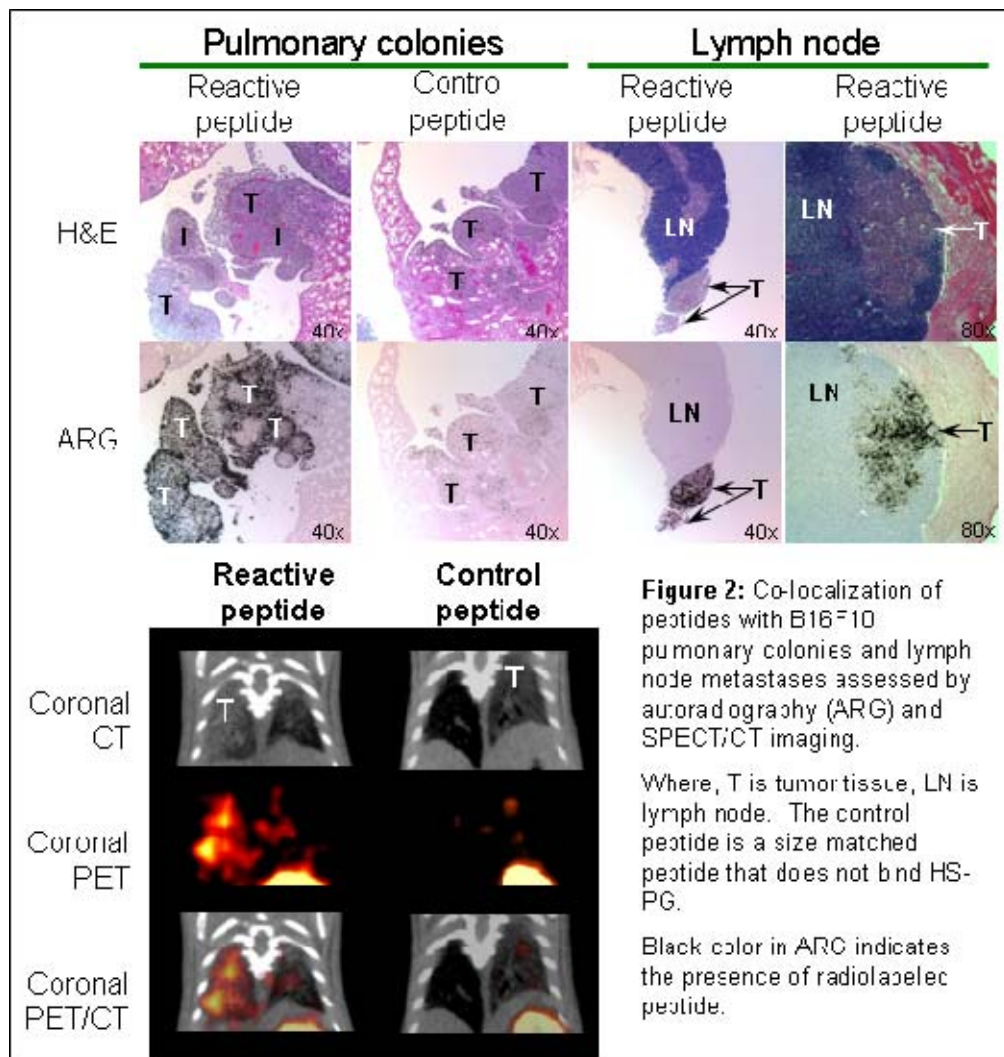 Pulmonary colonies
Lymph node
Reactive peptide
Contro peptide
Reactive peptide
Reactive peptide
H&E
T
I
I
T
40x
T
T
T
40x
LN
T
40x
LN
T
80x
ARG
T
T
T
T
40x
T
T
T
40x
LN
T
40x
LN
T
80x
Reactive peptide
Control peptide
Coronal CT
T
T
Coronal PET
Coronal PET/CT
Figure 2: Co-localization of
peptides with B16F10
pumonary colonies and lymph
node metastases assessed by
autoradiography (ARG) and
SPECT/CT imaging.
Where, T is tumor tissue, LN is
lymph node. The control
peptide is a size matched
peptide that does not bind HS-
PG.
Black color in ARG indicates
the presence of radiolabeled
peptide.